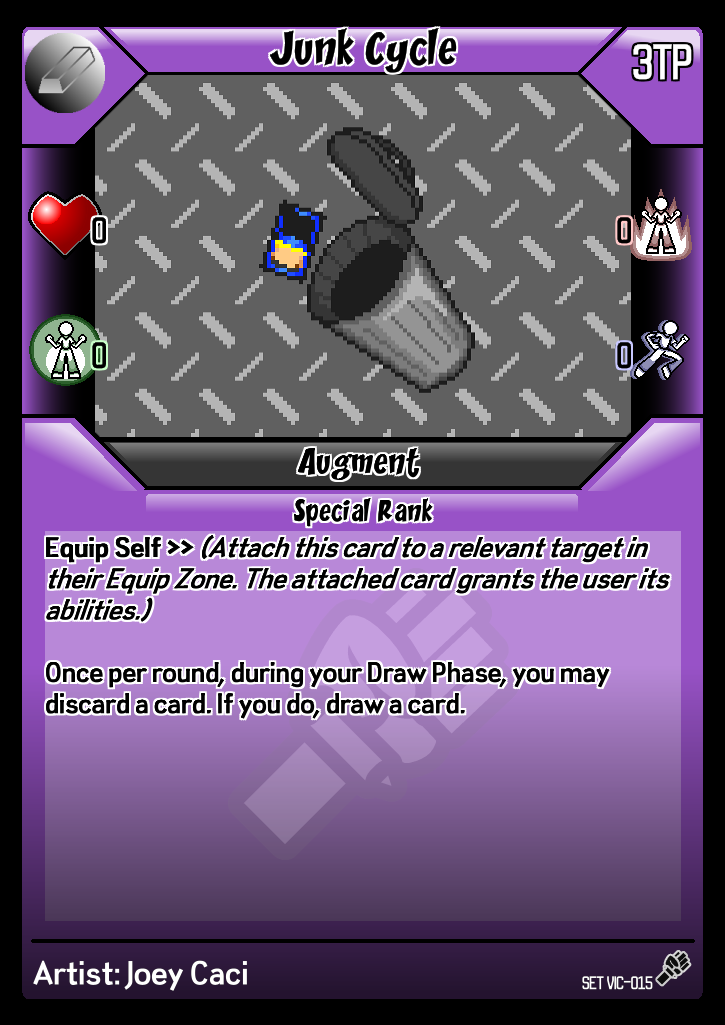 Junk Cycle
3TP
0
0
0
0
Augment
Special Rank
Equip Self >> (Attach this card to a relevant target in
their Equip Zone. The attached card grants the user its
abilities.)
Once per round, during your Draw Phase, you may
discard a card. If you do, draw a card.
Artist: Joey Caci
SET VIC-015